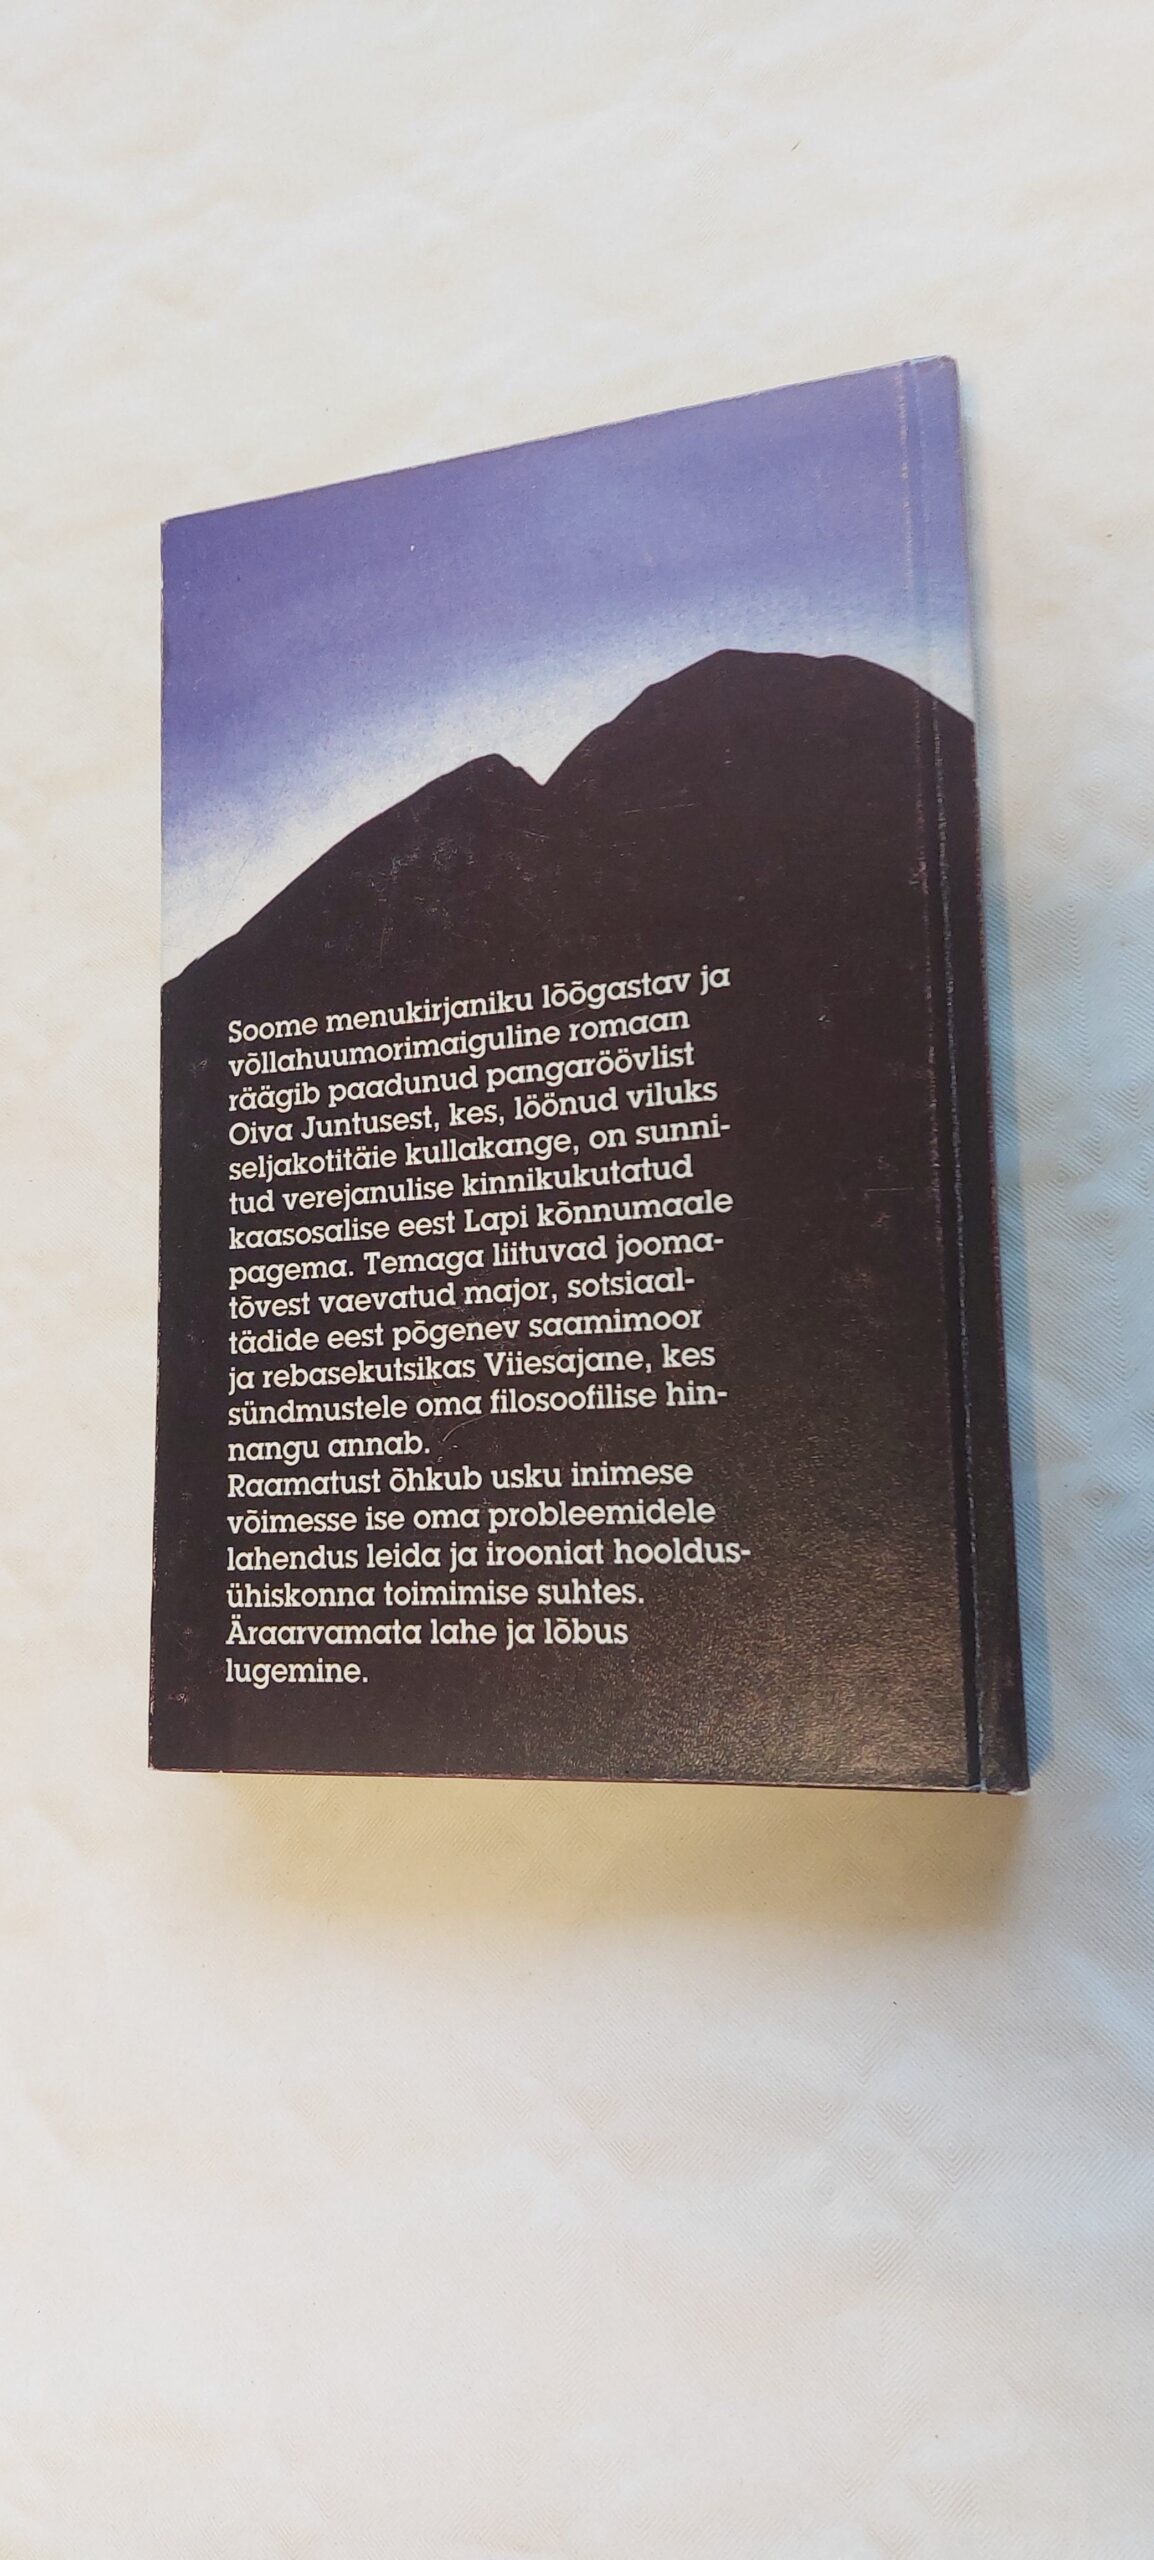 Soome menukirjaniku lõõgastav ja
võllahuumorimaiguline romaan
räägib paadunud pangaröövlist
Oiva Juntusest, kes, löönud viluks
seljakotitäie kullakange, on sunni-
tud verejanulise kinnikukutatud
kaasosalise eest Lapi kõnnumaale
pagema. Temaga liituvad jooma-
tõvest vaevatud major, sotsiaal-
tädide eest põgenev saamimoor
ja rebasekutsikas Viiesajane, kes
sündmustele oma filosoofilise hin-
nangu annab.
Raamatust õhkub usku inimese
võimesse ise oma probleemidele
lahendus leida ja irooniat hooldus-
ühiskonna toimimise suhtes.
Äraarvamata lahe ja lõbus
lugemine.